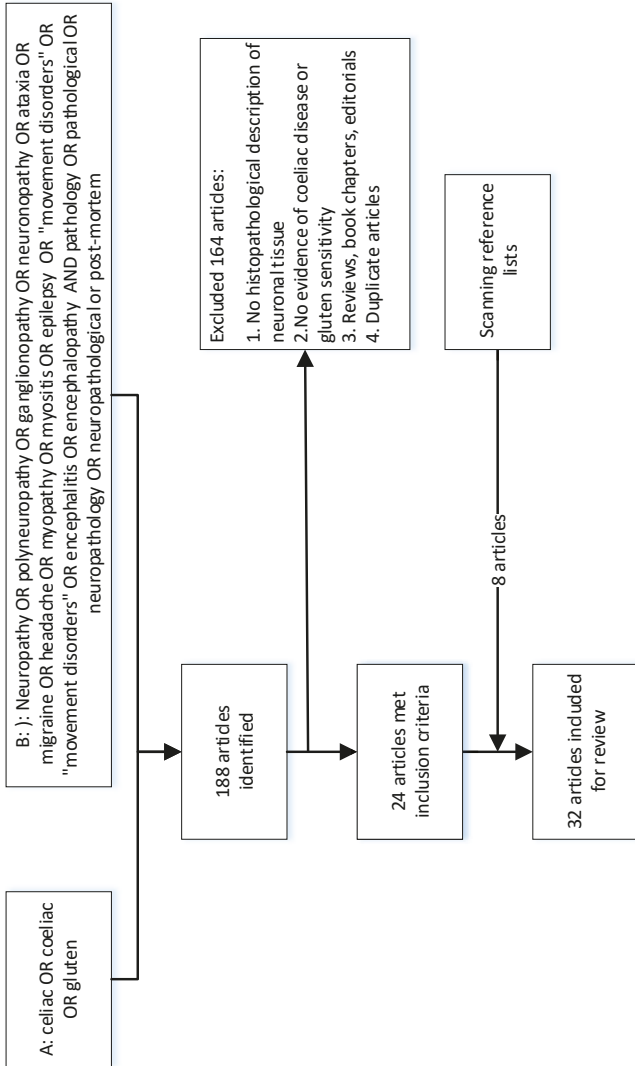 A: celiac OR coeliac
OR gluten
B: ): Neuropathy OR polyneuropathy OR ganglionopathy OR neuronopathy OR ataxia OR
migraine OR headache OR myopathy OR myositis OR epilepsy OR "movement disorders" OR
"movement disorders" OR encephalitis OR encephalopathy AND pathology OR pathological OR
neuropathology OR neuropathological or post-mortem
188 articles
identified
Excluded 164 articles:
1. No histopathological description of
neuronal tissue
2.No evidence of coeliac disease or
gluten sensitivity
3. Reviews, book chapters, editorials
4. Duplicate articles
24 articles met
inclusion criteria
Scanning reference
lists
8 articles
32 articles included
for review